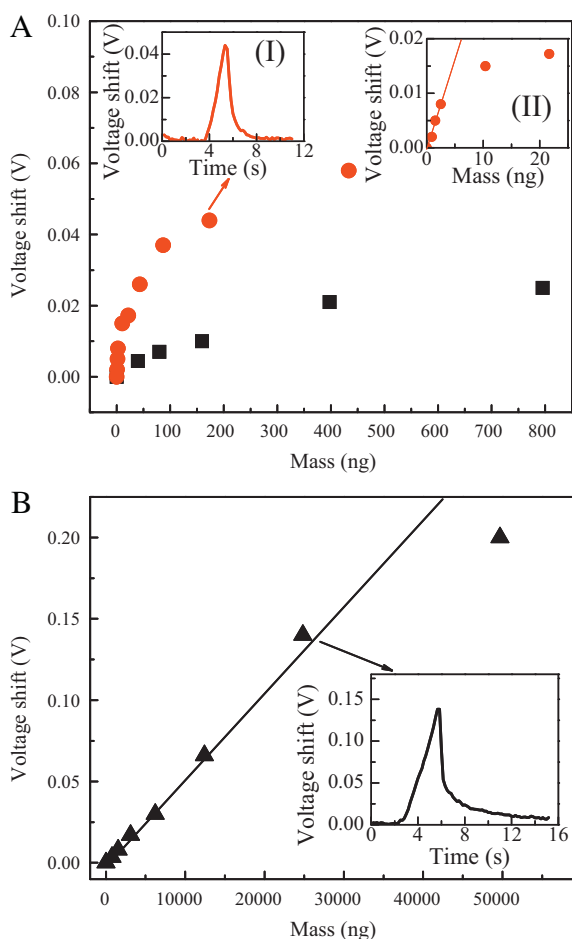 A
0.10
0.08
0.06
0.04
0.02
0.00
Voltage shift (V)
0 100 200 300 400 500 600 700 800
Mass (ng)
(I)
0.04
0.02
0.00
Voltage shift (V)
0 4 8 12
Time (s)
(II)
0.02
0.01
0.00
Voltage shift (V)
0 10 20
Mass (ng)
B
0.20
0.15
0.10
0.05
0.00
Voltage shift (V)
0 10000 20000 30000 40000 50000
Mass (ng)
0.15
0.10
0.05
0.00
Voltage shift (V)
0 4 8 12 16
Time (s)